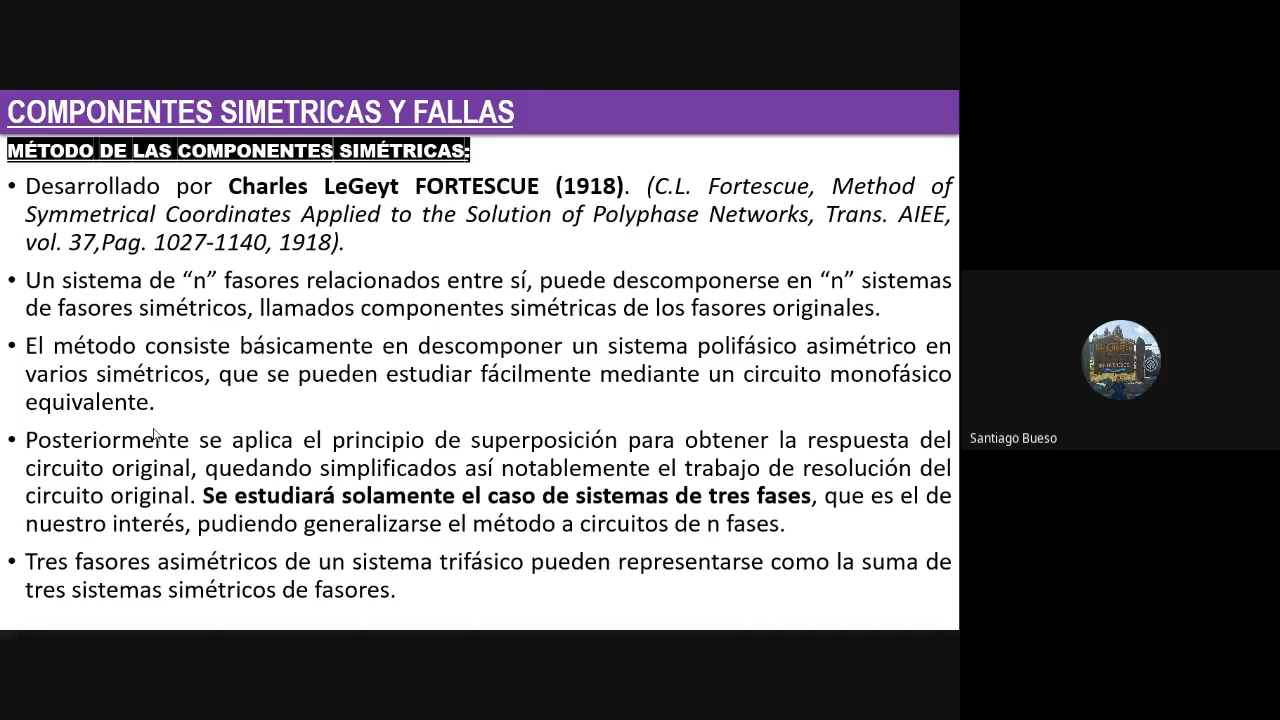 COMPONENTES SIMETRICAS Y FALLAS
MÉTODO DE LAS COMPONENTES SIMÉTRICAS:
• Desarrollado por Charles LeGeyt FORTESCUE (1918). (C.L. Fortescue, Method of
Symmetrical Coordinates Applied to the Solution of Polyphase Networks, Trans. AIEE,
vol. 37,Pag. 1027-1140, 1918).
• Un sistema de “n” fasores relacionados entre sí, puede descomponerse en “n” sistemas
de fasores simétricos, llamados componentes simétricas de los fasores originales.
• El método consiste básicamente en descomponer un sistema polifásico asimétrico en
varios simétricos, que se pueden estudiar fácilmente mediante un circuito monofásico
equivalente.
• Posteriormente se aplica el principio de superposición para obtener la respuesta del
circuito original, quedando simplificados así notablemente el trabajo de resolución del
circuito original. Se estudiará solamente el caso de sistemas de tres fases, que es el de
nuestro interés, pudiendo generalizarse el método a circuitos de n fases.
• Tres fasores asimétricos de un sistema trifásico pueden representarse como la suma de
tres sistemas simétricos de fasores.
Santiago Bueso